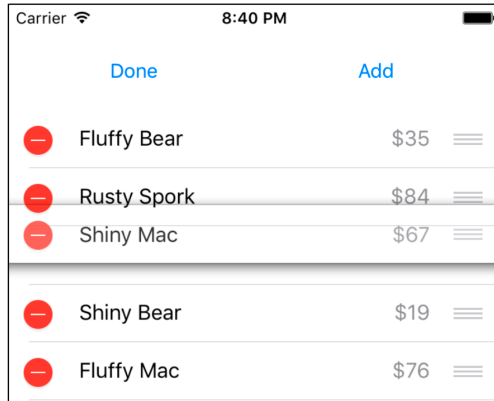 Carrier 8:40 PM
Done Add
Fluffy Bear $35
Rusty Spork $84
Shiny Mac $67
Shiny Bear $19
Fluffy Mac $76